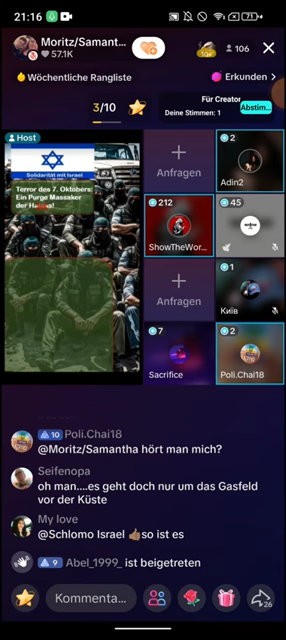 21:16
71
Moritz/Samant...
57.1K
106
Wöchentliche Rangliste
Erkunden >
3/10
Für Creator
Deine Stimmen: 1
Abstim...
Host
Solidarität mit Israel
Terror des 7. Oktobers:
Ein Purge Massaker
der Hamas!
Anfragen
2
Adin2
212
ShowTheWor...
45
Anfragen
1
Київ
7
Sacrifice
2
Poli.Chai18
10 Poli.Chai18
@Moritz/Samantha hört man mich?
Seifenopa
oh man....es geht doch nur um das Gasfeld
vor der Küste
My love
@Schlomo Israel 👍🏽so ist es
9 Abel_1999_ ist beigetreten
Kommenta...
26